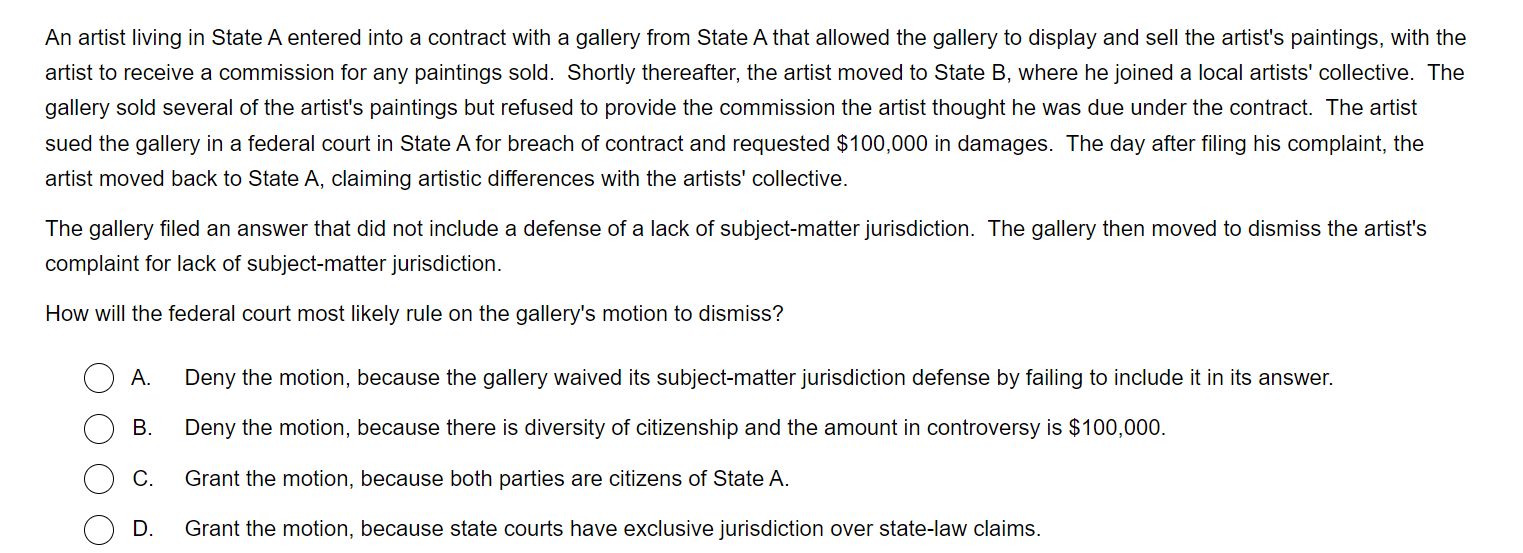 An artist living in State A entered into a contract with a gallery from State A that allowed the gallery to display and sell the artist's paintings, with the
artist to receive a commission for any paintings sold.  Shortly thereafter, the artist moved to State B, where he joined a local artists' collective.  The
gallery sold several of the artist's paintings but refused to provide the commission the artist thought he was due under the contract.  The artist
sued the gallery in a federal court in State A for breach of contract and requested $100,000 in damages.  The day after filing his complaint, the
artist moved back to State A, claiming artistic differences with the artists' collective.
The gallery filed an answer that did not include a defense of a lack of subject-matter jurisdiction.  The gallery then moved to dismiss the artist's
complaint for lack of subject-matter jurisdiction.
How will the federal court most likely rule on the gallery's motion to dismiss?
A. Deny the motion, because the gallery waived its subject-matter jurisdiction defense by failing to include it in its answer.
B. Deny the motion, because there is diversity of citizenship and the amount in controversy is $100,000.
C. Grant the motion, because both parties are citizens of State A.
D. Grant the motion, because state courts have exclusive jurisdiction over state-law claims.